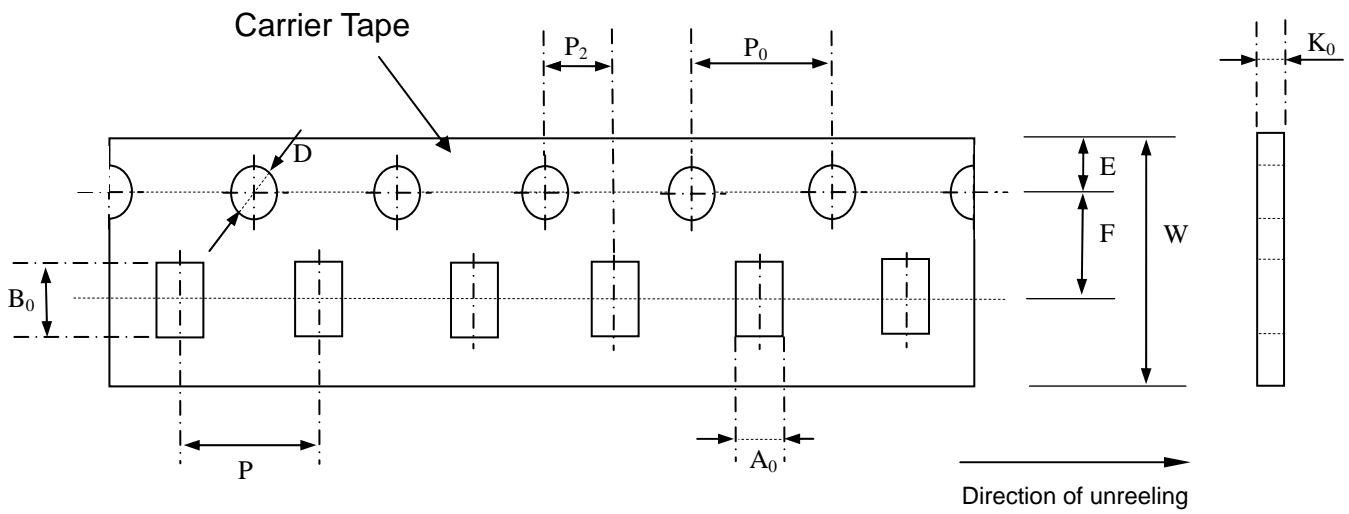 Carrier Tape
P₂
P₀
K₀
D
E
F
W
B₀
P
A₀
Direction of unreeling